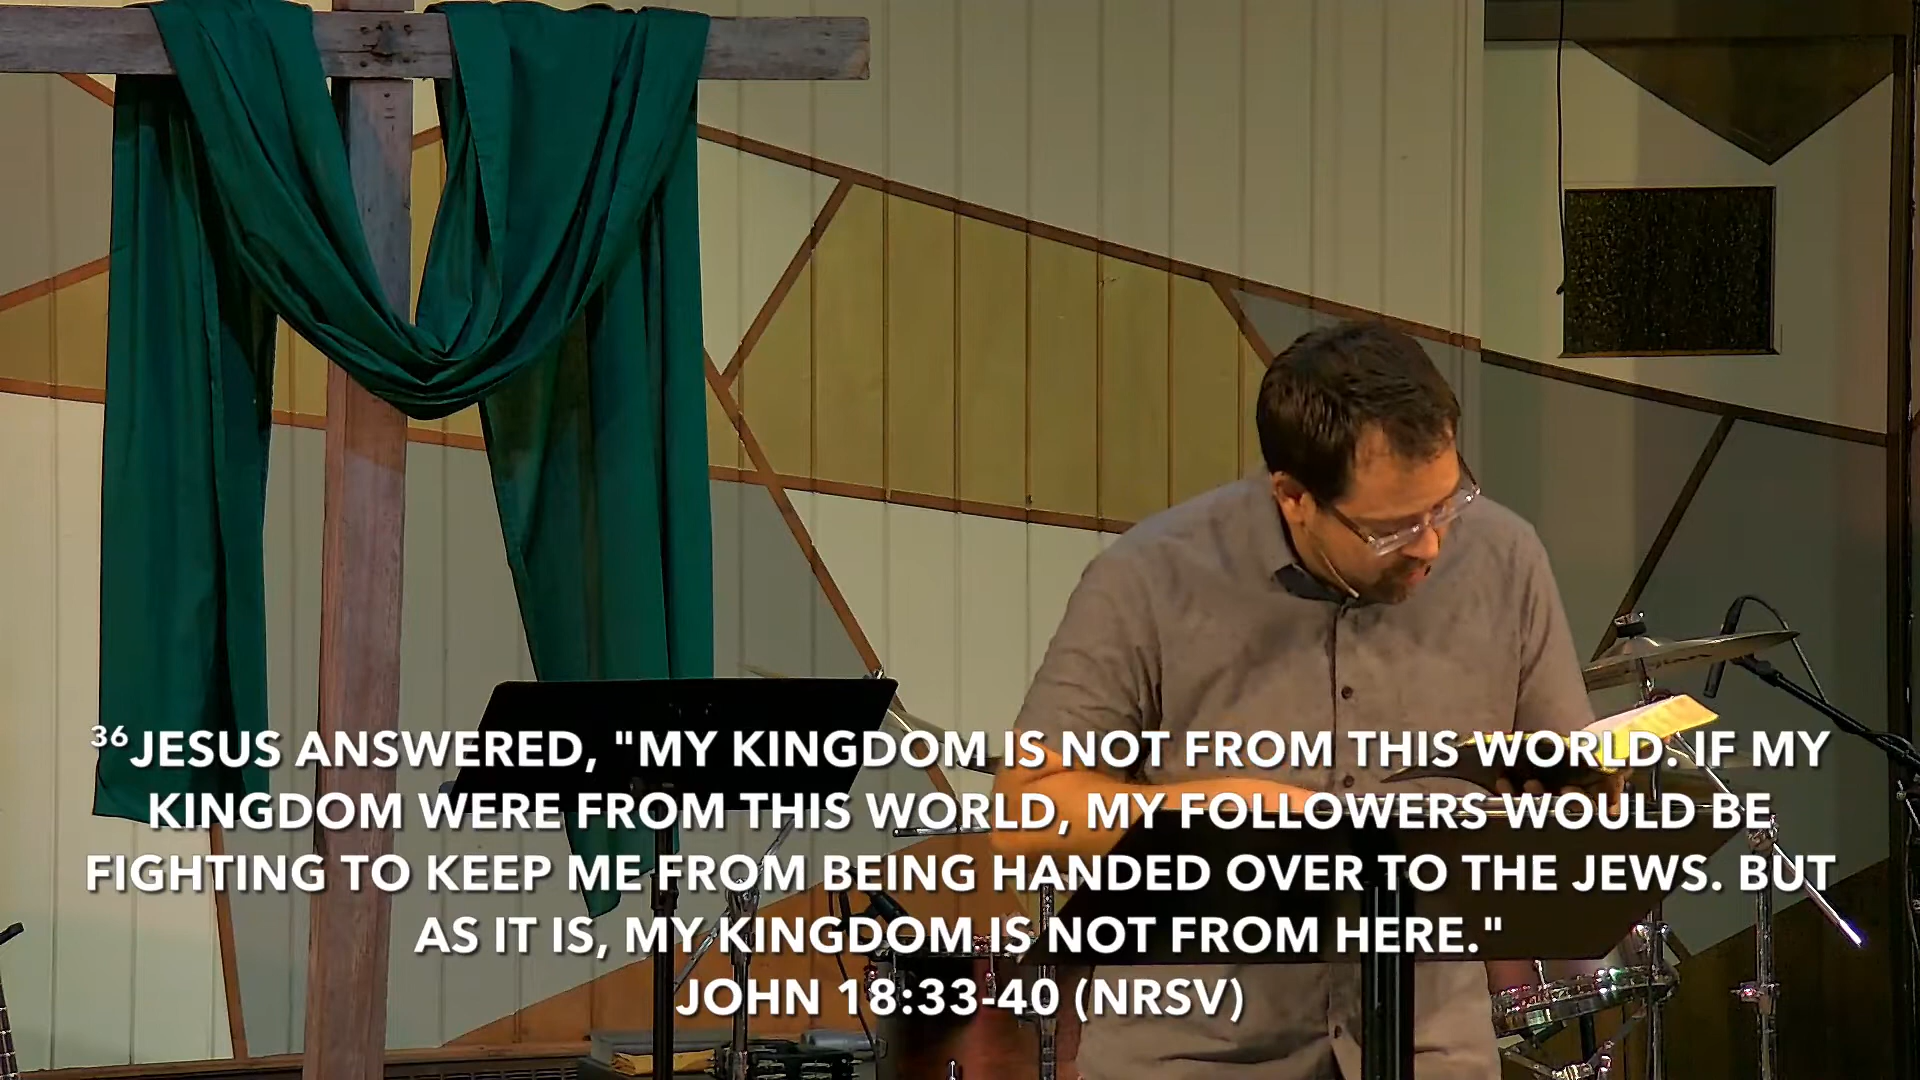 ³⁶JESUS ANSWERED, "MY KINGDOM IS NOT FROM THIS WORLD. IF MY
KINGDOM WERE FROM THIS WORLD, MY FOLLOWERS WOULD BE
FIGHTING TO KEEP ME FROM BEING HANDED OVER TO THE JEWS. BUT
AS IT IS, MY KINGDOM IS NOT FROM HERE."
JOHN 18:33-40 (NRSV)